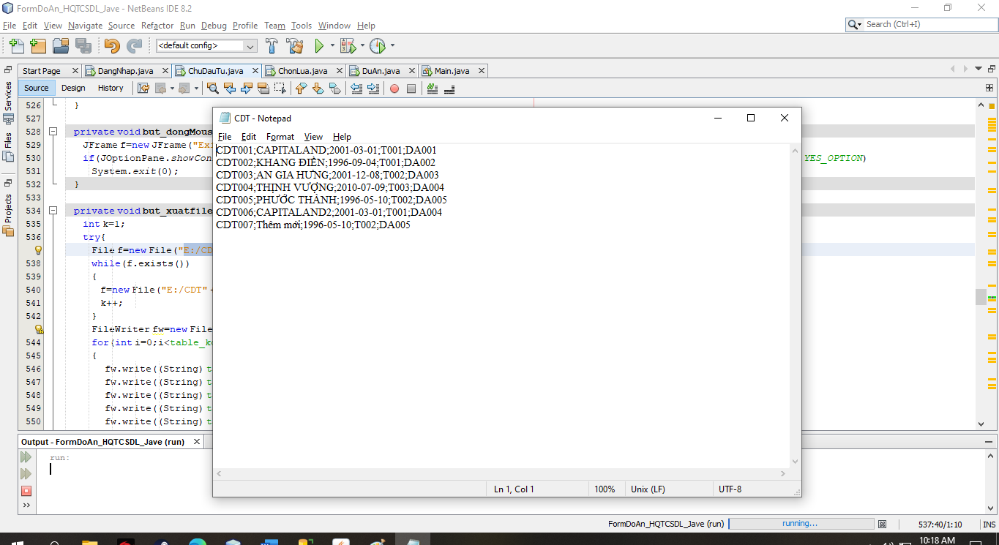 FormDoAn_HQTCSDL_Jave - NetBeans IDE 8.2
File Edit View Navigate Source Refactor Run Debug Profile Team Tools Window Help
Search (Ctrl+I)
<default config>
Start Page DangNhap.java ChuDauTu.java ChonLua.java DuAn.java Main.java
Source Design History
Services
Files
Projects
526 }
527
528 private void but_dongMous
529 JFrame f=new JFrame("Exi
530 if(JOptionPane.showCon YES_OPTION)
531 System.exit(0);
532 }
533
534 private void but_xuatfile
535 int k=1;
536 try{
File f=new File("E:/CD
538 while(f.exists())
539 {
540 f=new File("E:/CDT"
541 k++;
542 }
FileWriter fw=new File
544 for(int i=0;i<table_k
545 {
546 fw.write((String) t
547 fw.write((String) t
548 fw.write((String) t
549 fw.write((String) t
550 fw.write((String) t
CDT - Notepad
File Edit Format View Help
CDT001;CAPITALAND;2001-03-01;T001;DA001
CDT002;KHANG ĐIỀN;1996-09-04;T001;DA002
CDT003;AN GIA HƯNG;2001-12-08;T002;DA003
CDT004;THỊNH VƯỢNG;2010-07-09;T003;DA004
CDT005;PHƯỚC THÀNH;1996-05-10;T002;DA005
CDT006;CAPITALAND2;2001-03-01;T001;DA004
CDT007;Thêm mới;1996-05-10;T002;DA005
Ln 1, Col 1 100% Unix (LF) UTF-8
Output - FormDoAn_HQTCSDL_Jave (run)
run:
FormDoAn_HQTCSDL_Jave (run) running... 537:40/1:10 INS
10:18 AM